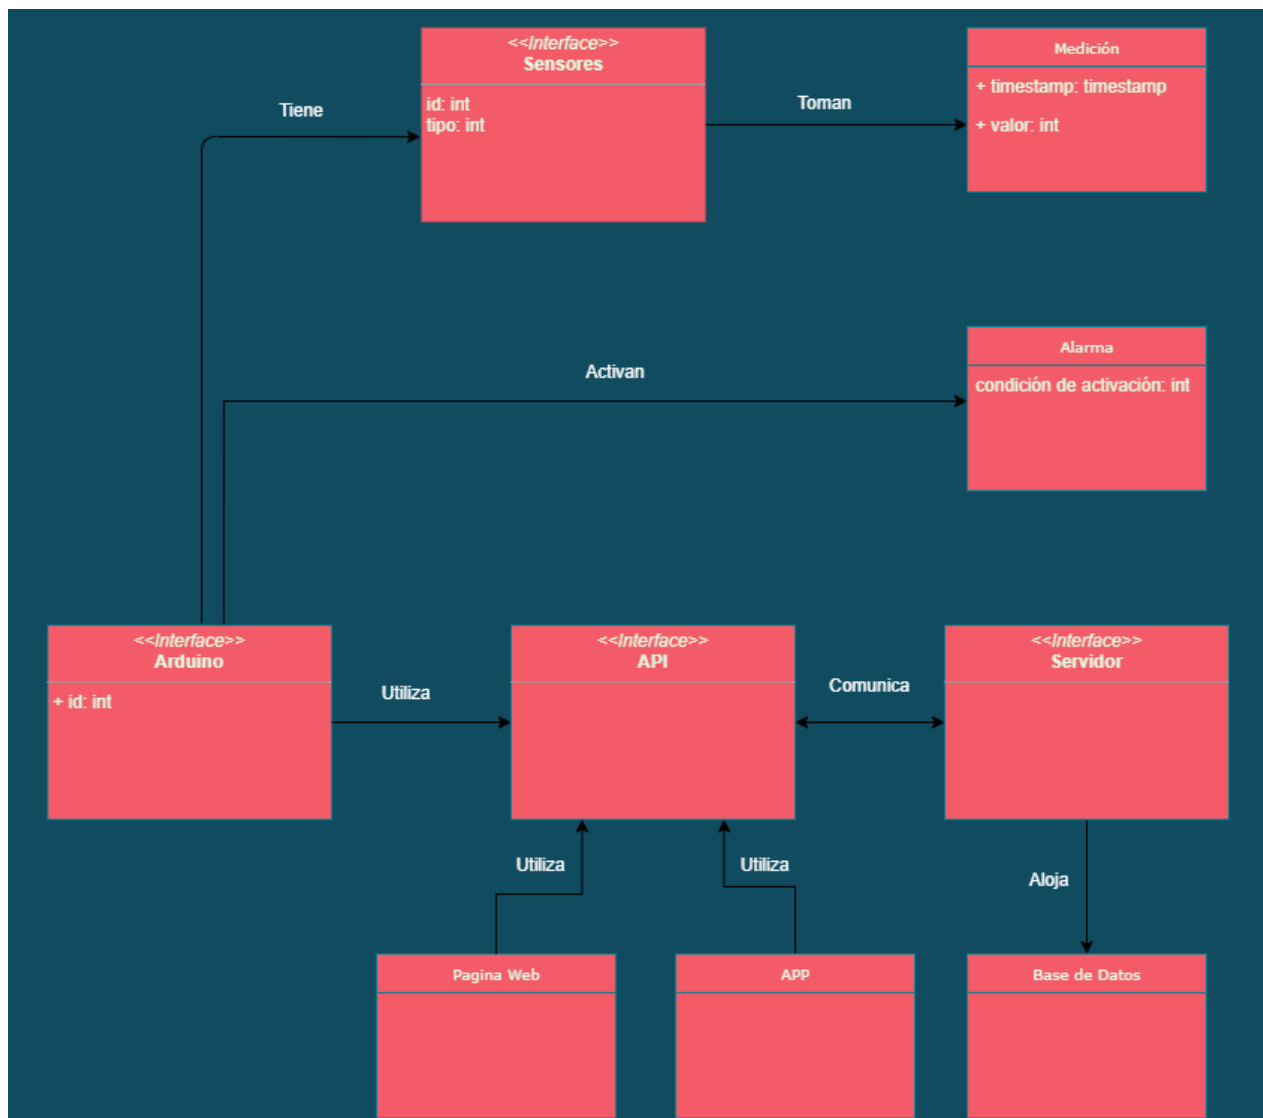 <<Interface>>
Sensores
id: int
tipo: int
Medición
+ timestamp: timestamp
+ valor: int
Tiene
Toman
Alarma
condición de activación: int
Activan
<<Interface>>
Arduino
+ id: int
Utiliza
<<Interface>>
API
Comunica
<<Interface>>
Servidor
Utiliza
Utiliza
Aloja
Pagina Web
APP
Base de Datos